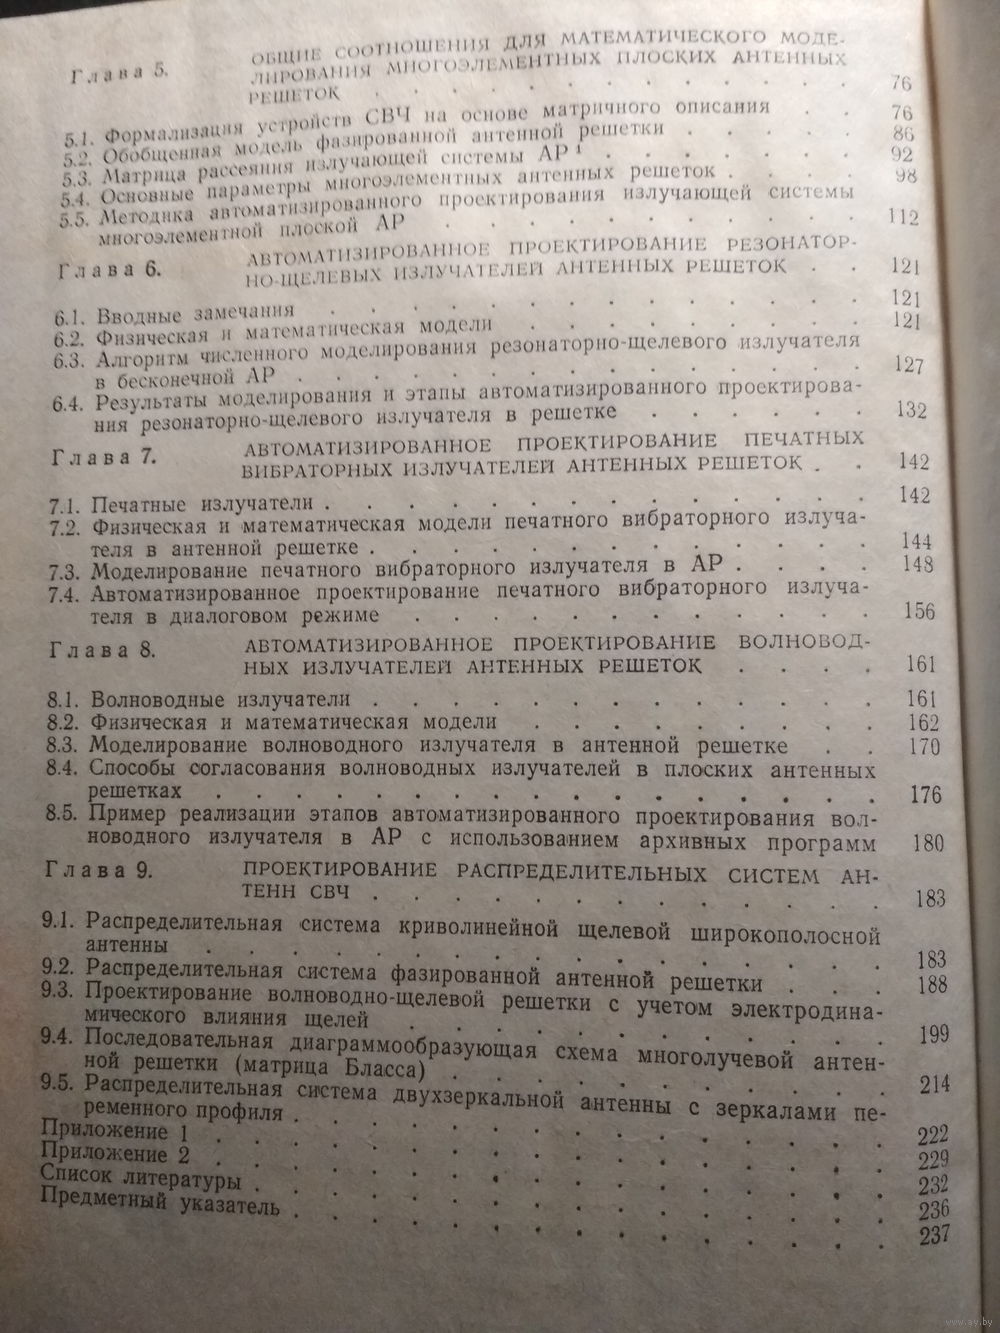 Глава 5. ОБЩИЕ СООТНОШЕНИЯ ДЛЯ МАТЕМАТИЧЕСКОГО МОДЕ-
ЛИРОВАНИЯ МНОГОЭЛЕМЕНТНЫХ ПЛОСКИХ АНТЕННЫХ
РЕШЕТОК . . . . . . . . . . 76
5.1. Формализация устройств СВЧ на основе матричного описания . 76
5.2. Обобщенная модель фазированной антенной решетки . . . . . 86
5.3. Матрица рассеяния излучающей системы АР . . . . . . . 92
5.4. Основные параметры многоэлементных антенных решеток . . . . 98
5.5. Методика автоматизированного проектирования излучающей системы
многоэлементной плоской АР . . . . . . . . . . 112
Глава 6. АВТОМАТИЗИРОВАННОЕ ПРОЕКТИРОВАНИЕ РЕЗОНАТОР-
НО-ЩЕЛЕВЫХ ИЗЛУЧАТЕЛЕЙ АНТЕННЫХ РЕШЕТОК . . 121
6.1. Вводные замечания . . . . . . . . . . . . 121
6.2. Физическая и математическая модели . . . . . . . . 121
6.3. Алгоритм численного моделирования резонаторно-щелевого излучателя
в бесконечной АР . . . . . . . . . . . . . 127
6.4. Результаты моделирования и этапы автоматизированного проектирова-
ния резонаторно-щелевого излучателя в решетке . . . . . . 132
Глава 7. АВТОМАТИЗИРОВАННОЕ ПРОЕКТИРОВАНИЕ ПЕЧАТНЫХ
ВИБРАТОРНЫХ ИЗЛУЧАТЕЛЕЙ АНТЕННЫХ РЕШЕТОК . . 142
7.1. Печатные излучатели . . . . . . . . . . . . . 142
7.2. Физическая и математическая модели печатного вибраторного излуча-
теля в антенной решетке . . . . . . . . . . . . 144
7.3. Моделирование печатного вибраторного излучателя в АР . . . . 148
7.4. Автоматизированное проектирование печатного вибраторного излуча-
теля в диалоговом режиме . . . . . . . . . . . 156
Глава 8. АВТОМАТИЗИРОВАННОЕ ПРОЕКТИРОВАНИЕ ВОЛНОВОД-
НЫХ ИЗЛУЧАТЕЛЕЙ АНТЕННЫХ РЕШЕТОК . . . . 161
8.1. Волноводные излучатели . . . . . . . . . . . . 161
8.2. Физическая и математическая модели . . . . . . . . 162
8.3. Моделирование волноводного излучателя в антенной решетке . . 170
8.4. Способы согласования волноводных излучателей в плоских антенных
решетках . . . . . . . . . . . . . . . 176
8.5. Пример реализации этапов автоматизированного проектирования вол-
новодного излучателя в АР с использованием архивных программ 180
Глава 9. ПРОЕКТИРОВАНИЕ РАСПРЕДЕЛИТЕЛЬНЫХ СИСТЕМ АН-
ТЕНН СВЧ . . . . . . . . . . . . 183
9.1. Распределительная система криволинейной щелевой широкополосной
антенны . . . . . . . . . . . . . . . . 183
9.2. Распределительная система фазированной антенной решетки . . . 188
9.3. Проектирование волноводно-щелевой решетки с учетом электродина-
мического влияния щелей . . . . . . . . . . . 199
9.4. Последовательная диаграммообразующая схема многолучевой антен-
ной решетки (матрица Бласса) . . . . . . . . . . 214
9.5. Распределительная система двухзеркальной антенны с зеркалами пе-
ременного профиля . . . . . . . . . . . . . 222
Приложение 1 . . . . . . . . . . . . . . . 229
Приложение 2 . . . . . . . . . . . . . . . 232
Список литературы . . . . . . . . . . . . . . 236
Предметный указатель . . . . . . . . . . . . . 237
www.ay.by